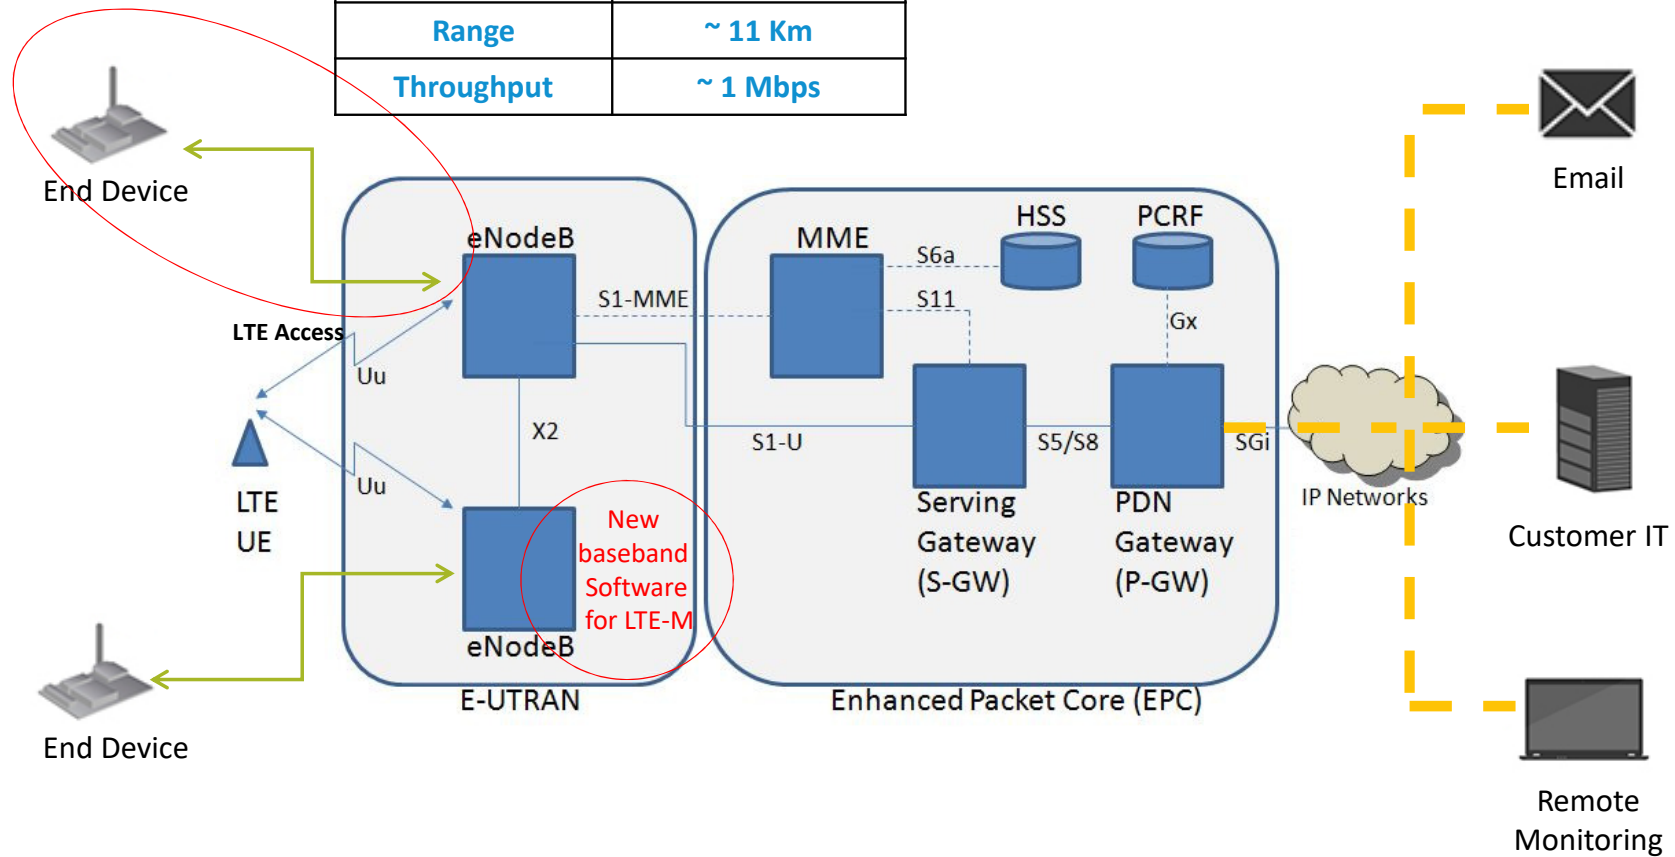 Range
~ 11 Km
Throughput
~ 1 Mbps
End Device
eNodeB
MME
HSS
PCRF
Email
S6a
S1-MME
S11
Gx
LTE Access
Uu
X2
S1-U
S5/S8
SGi
Uu
IP Networks
LTE
UE
New
baseband
Software
for LTE-M
Serving
Gateway
(S-GW)
PDN
Gateway
(P-GW)
Customer IT
eNodeB
E-UTRAN
Enhanced Packet Core (EPC)
End Device
Remote
Monitoring